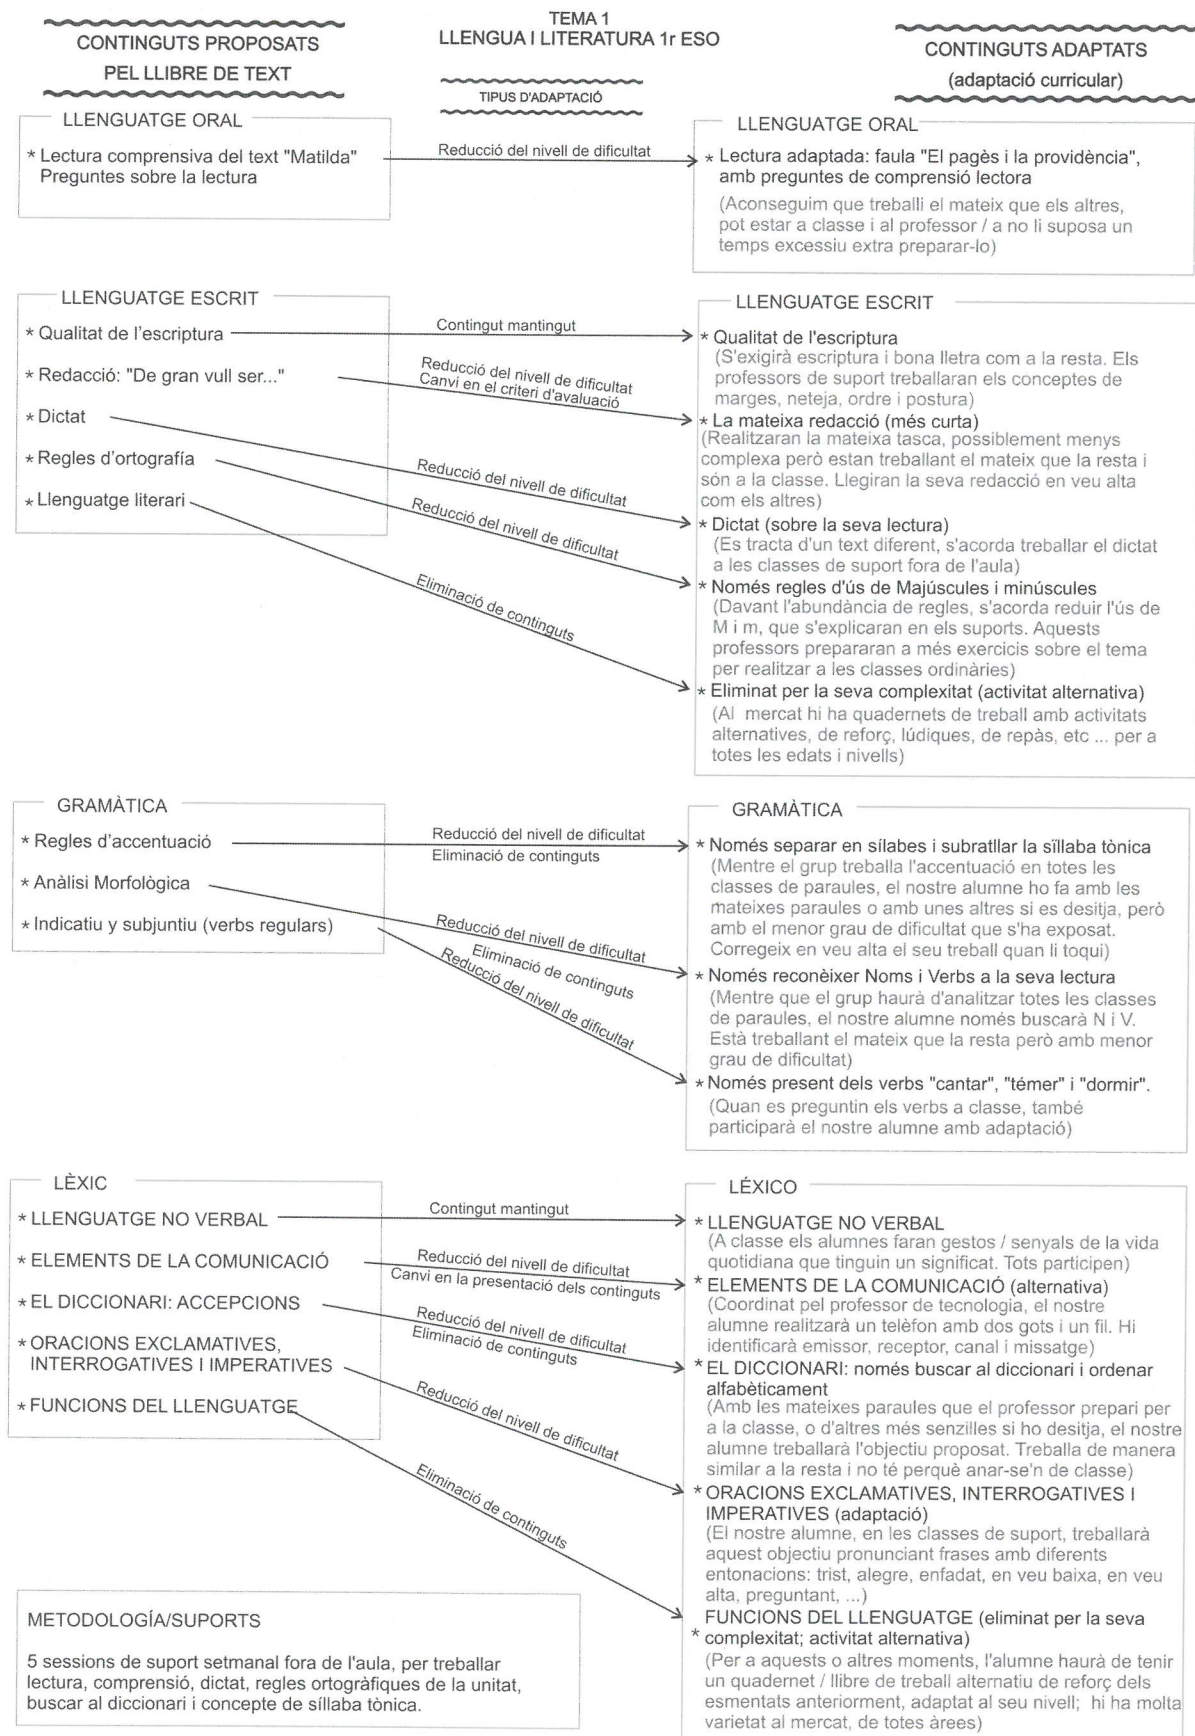 TEMA 1
LLENGUA I LITERATURA 1r ESO
CONTINGUTS PROPOSATS
PEL LLIBRE DE TEXT
TIPUS D'ADAPTACIÓ
CONTINGUTS ADAPTATS
(adaptació curricular)
LLENGUATGE ORAL
* Lectura comprensiva del text "Matilda"
Preguntes sobre la lectura
Reducció del nivell de dificultat
LLENGUATGE ORAL
* Lectura adaptada: faula "El pagès i la providència",
amb preguntes de comprensió lectora
(Aconseguim que treballi el mateix que els altres,
pot estar a classe i al professor / a no li suposa un
temps excessiu extra preparar-lo)
LLENGUATGE ESCRIT
* Qualitat de l'escriptura
* Redacció: "De gran vull ser..."
* Dictat
* Regles d'ortografía
* Llenguatge literari
Contingut mantingut
Reducció del nivell de dificultat
Canvi en el criteri d'avaluació
Reducció del nivell de dificultat
Reducció del nivell de dificultat
Eliminació de continguts
LLENGUATGE ESCRIT
* Qualitat de l'escriptura
(S'exigirà escriptura i bona lletra com a la resta. Els
professors de suport treballaran els conceptes de
marges, neteja, ordre i postura)
* La mateixa redacció (més curta)
(Realitzaran la mateixa tasca, possiblement menys
complexa però estan treballant el mateix que la resta i
són a la classe. Llegiran la seva redacció en veu alta
com els altres)
* Dictat (sobre la seva lectura)
(Es tracta d'un text diferent, s'acorda treballar el dictat
a les classes de suport fora de l'aula)
* Només regles d'ús de Majúscules i minúscules
(Davant l'abundància de regles, s'acorda reduir l'ús de
M i m, que s'explicaran en els suports. Aquests
professors prepararan a més exercicis sobre el tema
per realitzar a les classes ordinàries)
* Eliminat per la seva complexitat (activitat alternativa)
(Al mercat hi ha quadernets de treball amb activitats
alternatives, de reforç, lúdiques, de repàs, etc ... per a
totes les edats i nivells)
GRAMÀTICA
* Regles d'accentuació
* Anàlisi Morfològica
* Indicatiu y subjuntiu (verbs regulars)
Reducció del nivell de dificultat
Eliminació de continguts
Reducció del nivell de dificultat
Eliminació de continguts
Reducció del nivell de dificultat
GRAMÀTICA
* Només separar en sílabes i subratllar la sïllaba tònica
(Mentre el grup treballa l'accentuació en totes les
classes de paraules, el nostre alumne ho fa amb les
mateixes paraules o amb unes altres si es desitja, però
amb el menor grau de dificultat que s'ha exposat.
Corregeix en veu alta el seu treball quan li toqui)
* Només reconèixer Noms i Verbs a la seva lectura
(Mentre que el grup haurà d'analitzar totes les classes
de paraules, el nostre alumne només buscarà N i V.
Està treballant el mateix que la resta però amb menor
grau de dificultat)
* Només present dels verbs "cantar", "témer" i "dormir".
(Quan es preguntin els verbs a classe, també
participarà el nostre alumne amb adaptació)
LÈXIC
* LLENGUATGE NO VERBAL
* ELEMENTS DE LA COMUNICACIÓ
* EL DICCIONARI: ACCEPCIONS
* ORACIONS EXCLAMATIVES,
INTERROGATIVES I IMPERATIVES
* FUNCIONS DEL LLENGUATGE
Contingut mantingut
Reducció del nivell de dificultat
Canvi en la presentació dels continguts
Reducció del nivell de dificultat
Eliminació de continguts
Reducció del nivell de dificultat
Eliminació de continguts
LÉXICO
* LLENGUATGE NO VERBAL
(A classe els alumnes faran gestos / senyals de la vida
quotidiana que tinguin un significat. Tots participen)
* ELEMENTS DE LA COMUNICACIÓ (alternativa)
(Coordinat pel professor de tecnologia, el nostre
alumne realitzarà un telèfon amb dos gots i un fil. Hi
identificarà emissor, receptor, canal i missatge)
* EL DICCIONARI: només buscar al diccionari i ordenar
alfabèticament
(Amb les mateixes paraules que el professor prepari per
a la classe, o d'altres més senzilles si ho desitja, el nostre
alumne treballarà l'objectiu proposat. Treballa de manera
similar a la resta i no té perquè anar-se'n de classe)
* ORACIONS EXCLAMATIVES, INTERROGATIVES I
IMPERATIVES (adaptació)
(El nostre alumne, en les classes de suport, treballarà
aquest objectiu pronunciant frases amb diferents
entonacions: trist, alegre, enfadat, en veu baixa, en veu
alta, preguntant, ...)
FUNCIONS DEL LLENGUATGE (eliminat per la seva
* complexitat; activitat alternativa)
(Per a aquests o altres moments, l'alumne haurà de tenir
un quadernet / llibre de treball alternatiu de reforç dels
esmentats anteriorment, adaptat al seu nivell; hi ha molta
varietat al mercat, de totes àrees)
METODOLOGÍA/SUPORTS
5 sessions de suport setmanal fora de l'aula, per treballar
lectura, comprensió, dictat, regles ortogràfiques de la unitat,
buscar al diccionari i concepte de síllaba tònica.